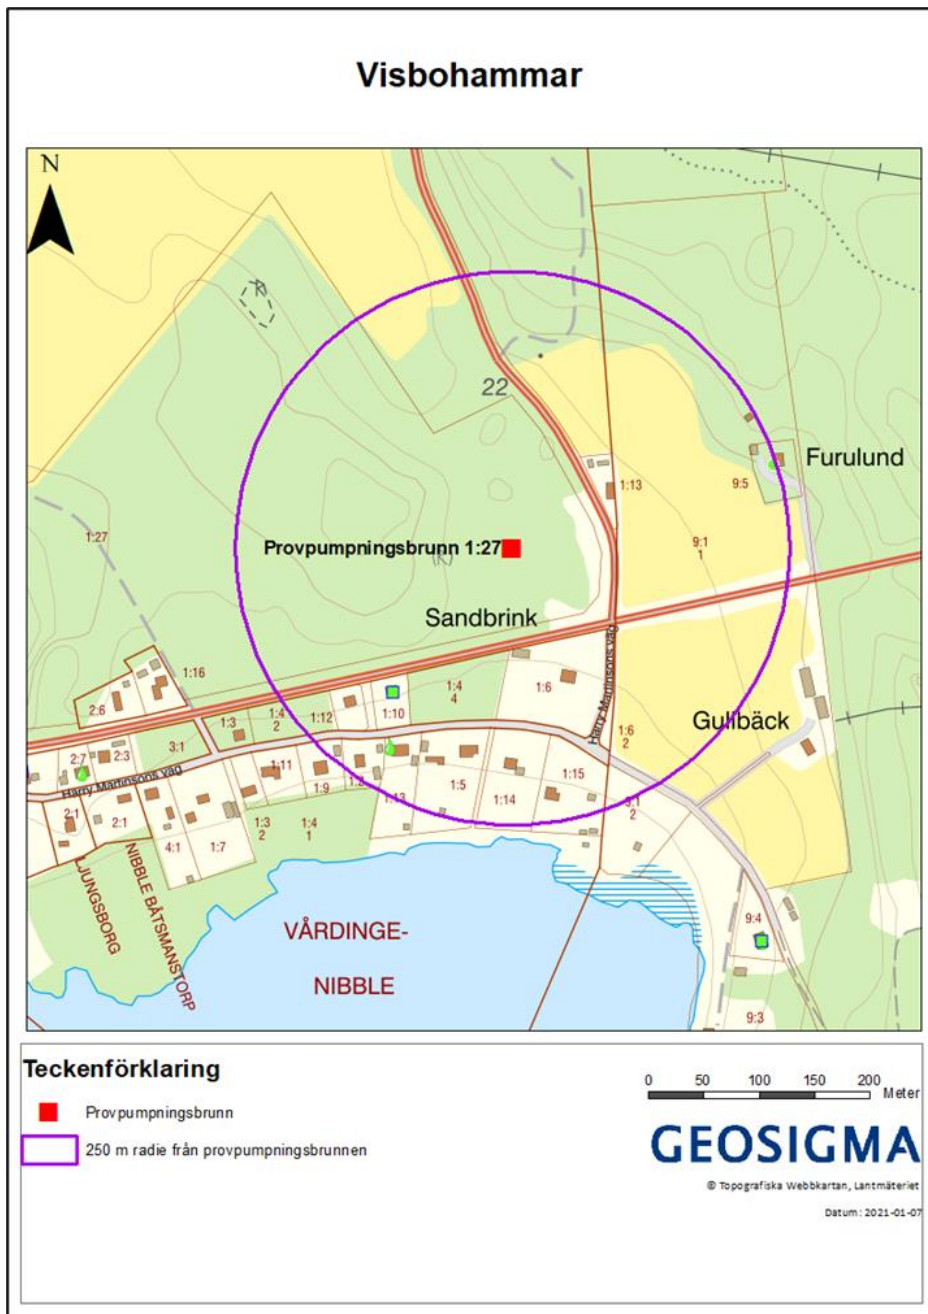 Visbohammar
N
22
Furulund
1:13
9:5
1:27
Provpumpningsbrunn 1:27
(K)
9:1
1
Sandbrink
1:16
1:4
4
1:6
2:6
1:3
1:4
2
1:12
1:10
Gullbäck
Harry Martinsons väg
1:6
2
2:7
2:3
3:1
Harry Martinsons väg
1:11
1:9
1:13
1:5
1:14
1:15
9:1
2
2:1
2:1
4:1
1:7
1:3
2
1:4
1
LJUNGSBORG
NIBBLE BÅTSMANSTORP
VÅRDINGE-
NIBBLE
9:4
9:3
Teckenförklaring
Provpumpningsbrunn
250 m radie från provpumpningsbrunnen
0 50 100 150 200
Meter
GEOSIGMA
© Topografiska Webbkartan, Lantmäteriet
Datum: 2021-01-07